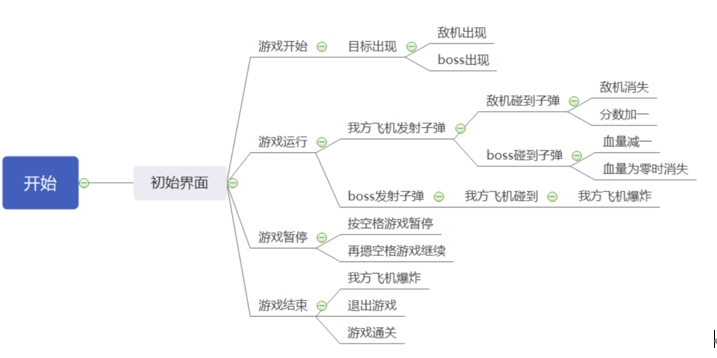 开始
初始界面
游戏开始
目标出现
敌机出现
boss出现
游戏运行
我方飞机发射子弹
敌机碰到子弹
敌机消失
分数加一
boss碰到子弹
血量减一
血量为零时消失
boss发射子弹
我方飞机碰到
我方飞机爆炸
游戏暂停
按空格游戏暂停
再摁空格游戏继续
游戏结束
我方飞机爆炸
退出游戏
游戏通关